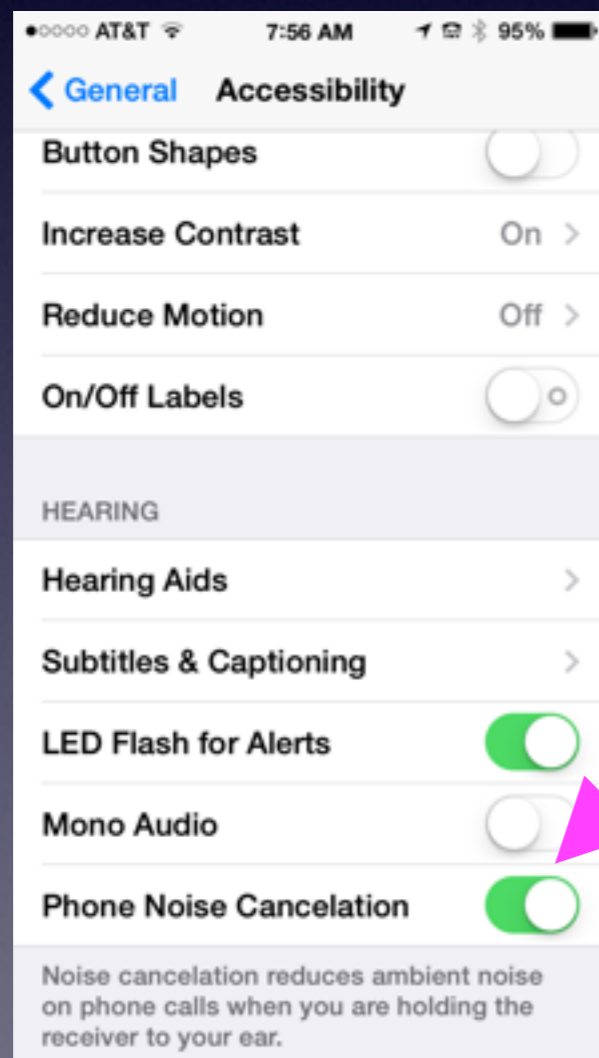 AT&T 7:56 AM 95%
General Accessibility
Button Shapes
Increase Contrast On
Reduce Motion Off
On/Off Labels
HEARING
Hearing Aids
Subtitles & Captioning
LED Flash for Alerts
Mono Audio
Phone Noise Cancelation
Noise cancelation reduces ambient noise
on phone calls when you are holding the
receiver to your ear.